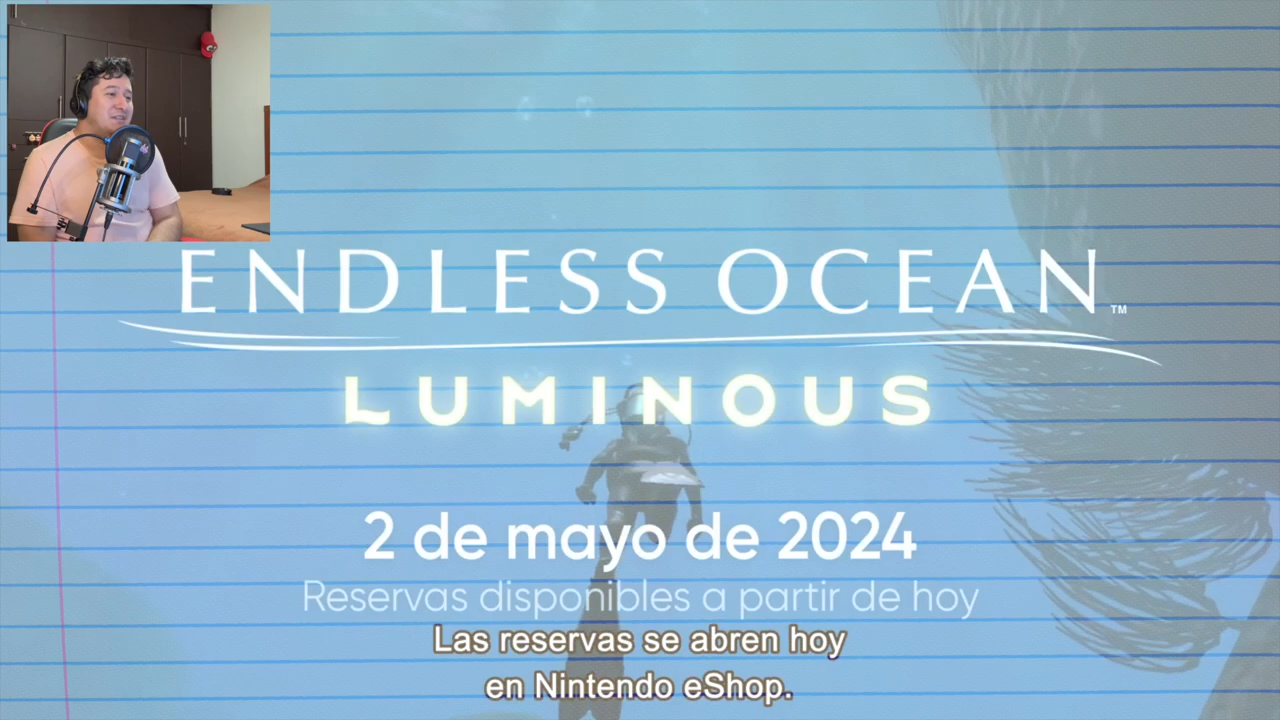 ENDLESS OCEAN™
LUMINOUS
2 de mayo de 2024
Reservas disponibles a partir de hoy
Las reservas se abren hoy
en Nintendo eShop.